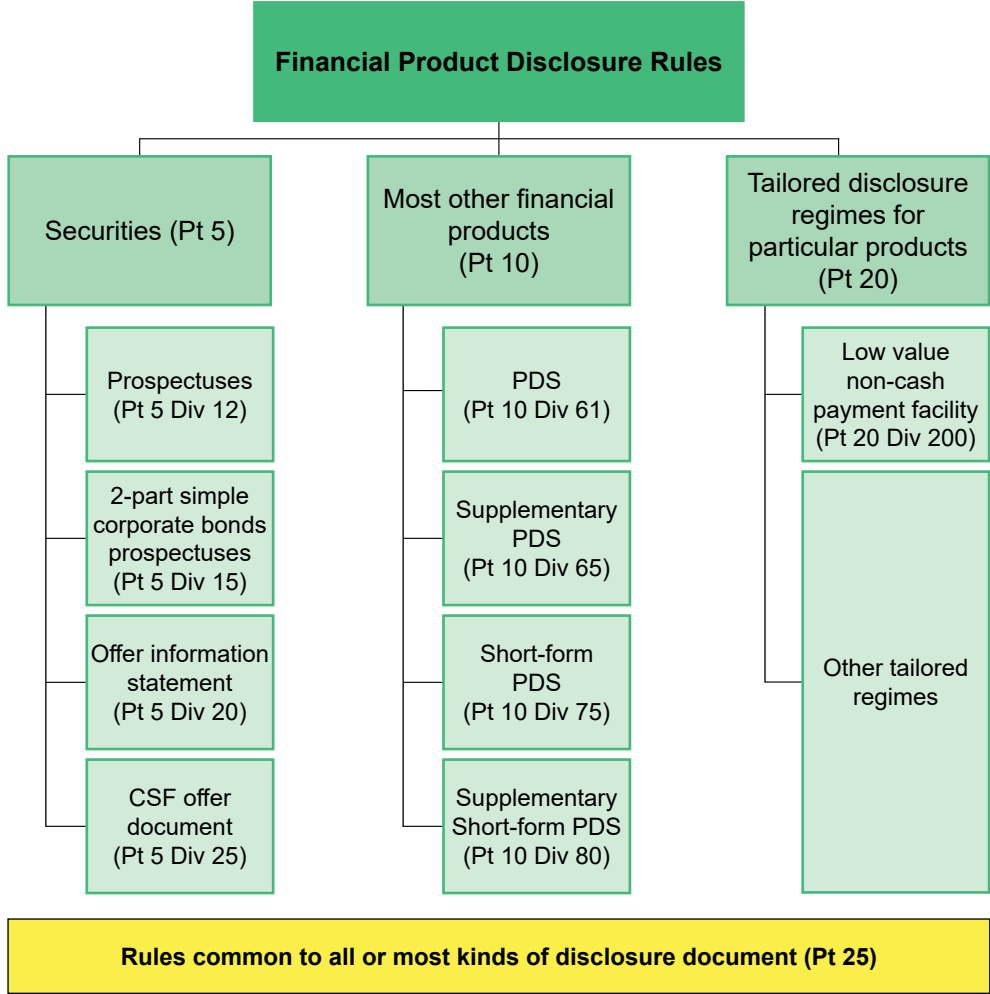 Financial Product Disclosure Rules
Securities (Pt 5)
Prospectuses
(Pt 5 Div 12)
2-part simple
corporate bonds
prospectuses
(Pt 5 Div 15)
Offer information
statement
(Pt 5 Div 20)
CSF offer
document
(Pt 5 Div 25)
Most other financial
products
(Pt 10)
PDS
(Pt 10 Div 61)
Supplementary
PDS
(Pt 10 Div 65)
Short-form
PDS
(Pt 10 Div 75)
Supplementary
Short-form PDS
(Pt 10 Div 80)
Tailored disclosure
regimes for
particular products
(Pt 20)
Low value
non-cash
payment facility
(Pt 20 Div 200)
Other tailored
regimes
Rules common to all or most kinds of disclosure document (Pt 25)